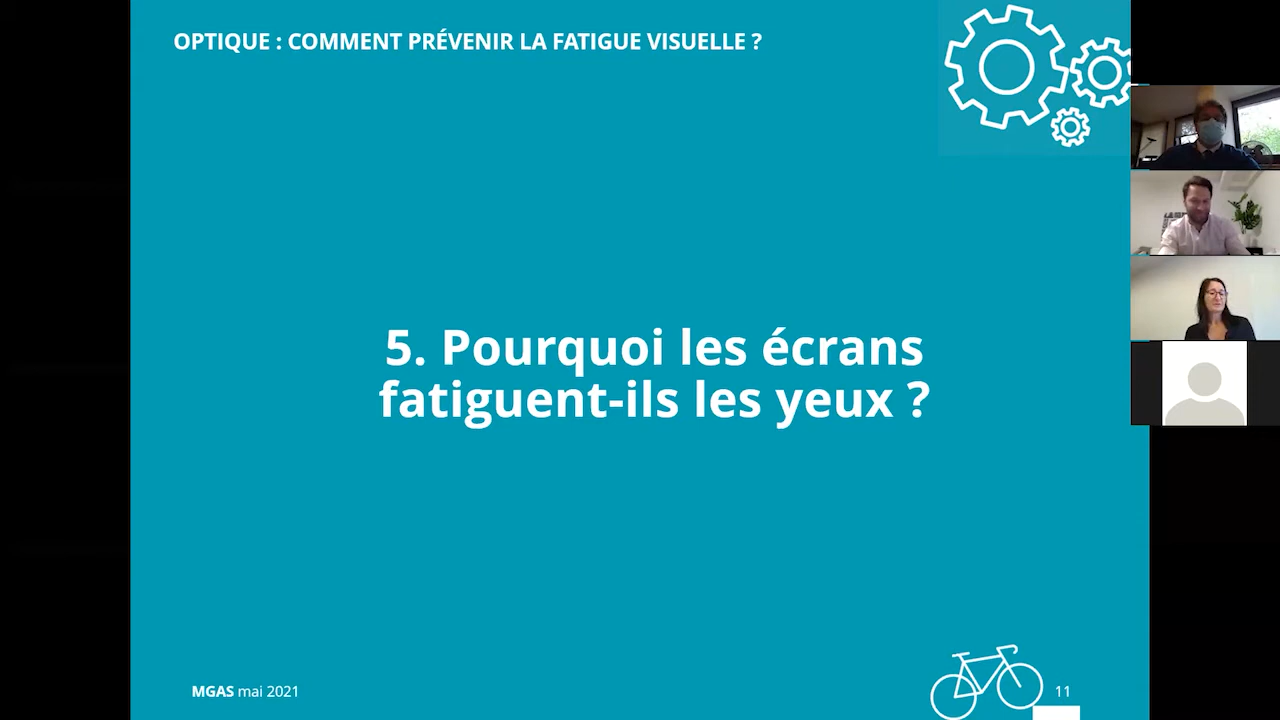 OPTIQUE : COMMENT PRÉVENIR LA FATIGUE VISUELLE ?
5. Pourquoi les écrans
fatiguent-ils les yeux ?
MGAS mai 2021
11